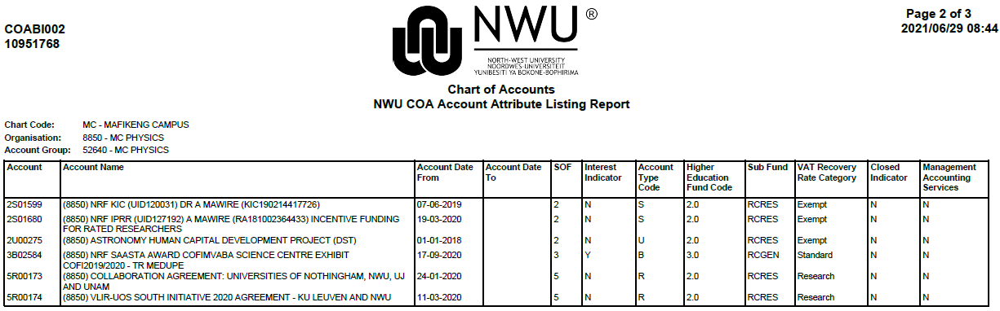 COABI002
10951768
NWU ®
NORTH-WEST UNIVERSITY
NOORDWES-UNIVERSITEIT
YUNIBESITI YA BOKONE-BOPHIRIMA
Page 2 of 3
2021/06/29 08:44
Chart of Accounts
NWU COA Account Attribute Listing Report
Chart Code: MC - MAFIKENG CAMPUS
Organisation: 8850 - MC PHYSICS
Account Group: 52640 - MC PHYSICS
Account Account Name Account Date Account Date SOF Interest Account Higher Sub Fund VAT Recovery Closed Management
From To Indicator Type Education Rate Category Indicator Accounting
Code Fund Code Services
2S01599 (8850) NRF KIC (UID120031) DR A MAWIRE (KIC190214417726) 07-06-2019 2 N S 2.0 RCRES Exempt N N
2S01680 (8850) NRF IPRR (UID127192) A MAWIRE (RA181002364433) INCENTIVE FUNDING 19-03-2020 2 N S 2.0 RCRES Exempt N N
FOR RATED RESEARCHERS
2U00275 (8850) ASTRONOMY HUMAN CAPITAL DEVELOPMENT PROJECT (DST) 01-01-2018 2 N U 2.0 RCRES Exempt N N
3B02584 (8850) NRF SAASTA AWARD COFIMVABA SCIENCE CENTRE EXHIBIT 17-09-2020 3 Y B 3.0 RCGEN Standard N N
COFI2019/2020 - TR MEDUPE
5R00173 (8850) COLLABORATION AGREEMENT: UNIVERSITIES OF NOTHINGHAM, NWU, UJ 24-01-2020 5 N R 2.0 RCRES Research N N
AND UNAM
5R00174 (8850) VLIR-UOS SOUTH INITIATIVE 2020 AGREEMENT - KU LEUVEN AND NWU 11-03-2020 5 N R 2.0 RCRES Research N N